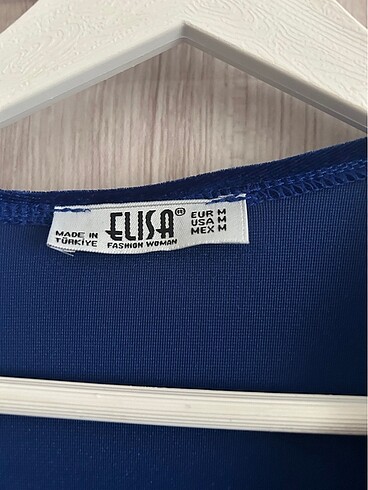 MADE IN
TÜRKİYE
ELISA®
FASHION WOMAN
EUR M
USA M
MEX M